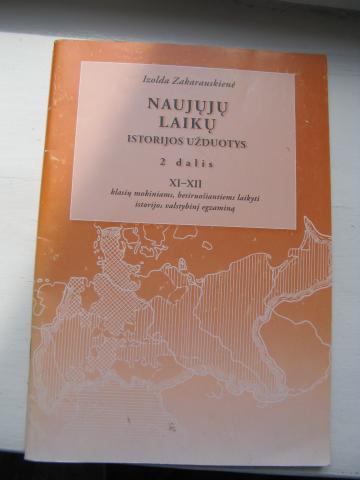 Izolda Zakarauskienė
NAUJŲJŲ
LAIKŲ
ISTORIJOS UŽDUOTYS
2 dalis
XI–XII
klasių mokiniams, besiruošiantiems laikyti
istorijos valstybinį egzaminą